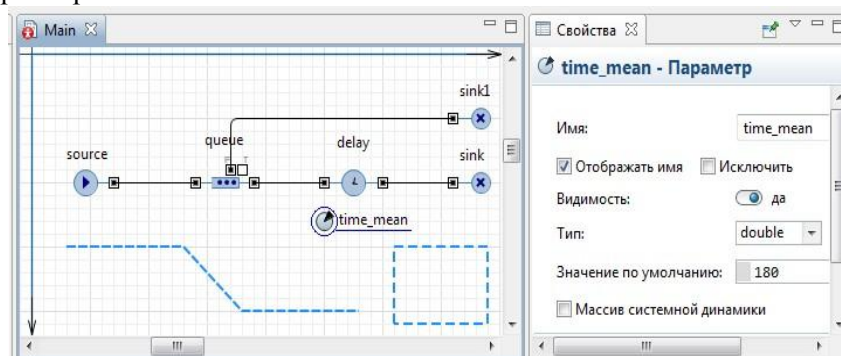 Main
sink1
queue
delay
source
sink
P T
time_mean
Свойства
time_mean - Параметр
Имя: time_mean
Отображать имя Исключить
Видимость: да
Тип: double
Значение по умолчанию: 180
Массив системной динамики